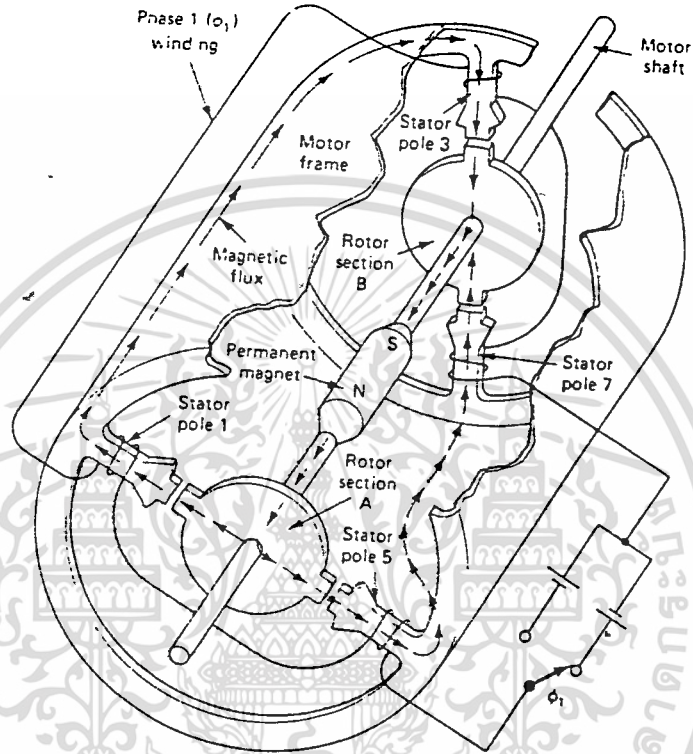 Phase 1 (ø₁)
winding
Motor
shaft
Stator
pole 3
Motor
frame
Rotor
section
B
Magnetic
flux
S
Permanent
magnet
N
Stator
pole 7
Stator
pole 1
Rotor
section
A
Stator
pole 5
ϕ₁